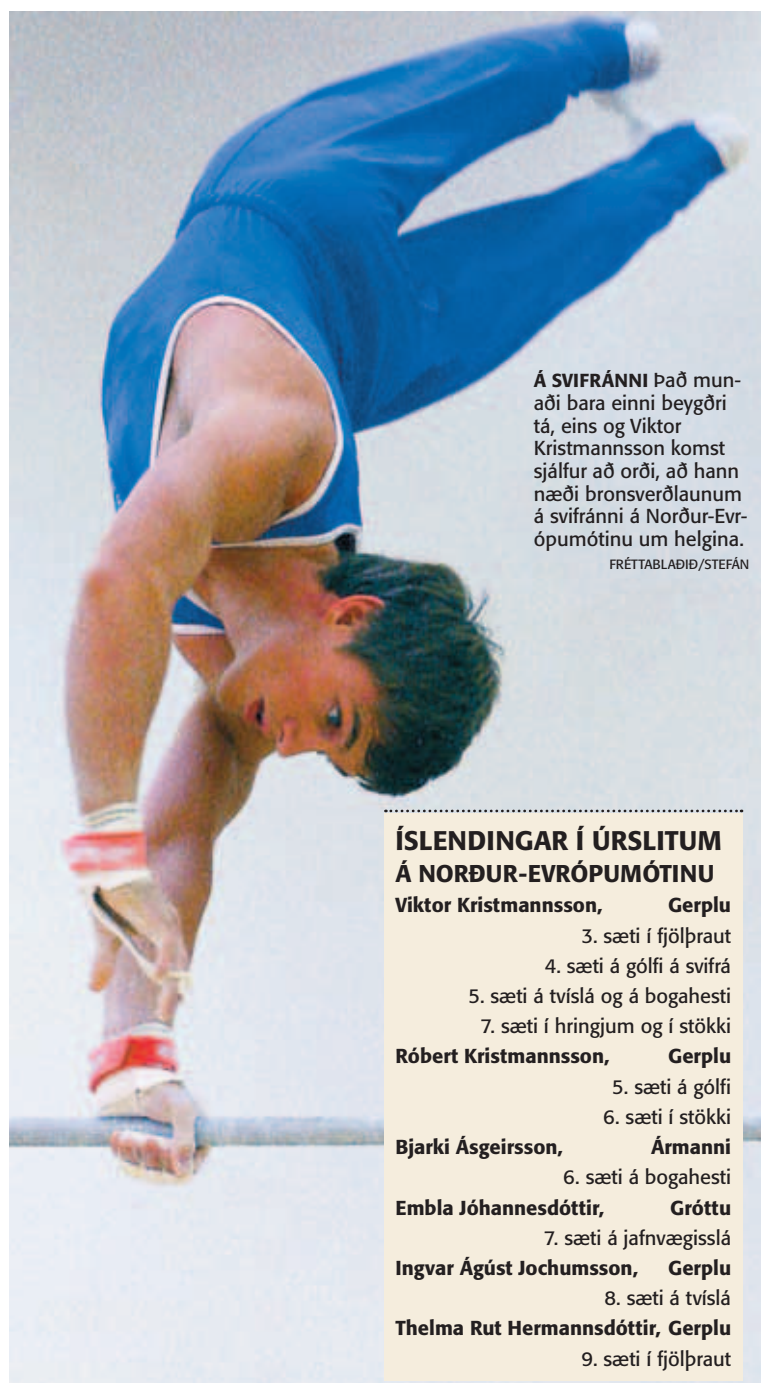 Á SVIFRÁNNI Það mun-
aði bara einni beygðri
tá, eins og Viktor
Kristmannsson komst
sjálfur að orði, að hann
næði bronsverðlaunum
á svifránni á Norður-Evr-
ópumótinu um helgina.
FRÉTTABLAÐIÐ/STEFÁN
ÍSLENDINGAR Í ÚRSLITUM
Á NORÐUR-EVRÓPUMÓTINU
Viktor Kristmannsson, Gerplu
3. sæti í fjölþraut
4. sæti á gólfi á svifrá
5. sæti á tvíslá og á bogahesti
7. sæti í hringjum og í stökki
Róbert Kristmannsson, Gerplu
5. sæti á gólfi
6. sæti í stökki
Bjarki Ásgeirsson, Ármanni
6. sæti á bogahesti
Embla Jóhannesdóttir, Gróttu
7. sæti á jafnvægisslá
Ingvar Ágúst Jochumsson, Gerplu
8. sæti á tvíslá
Thelma Rut Hermannsdóttir, Gerplu
9. sæti í fjölþraut